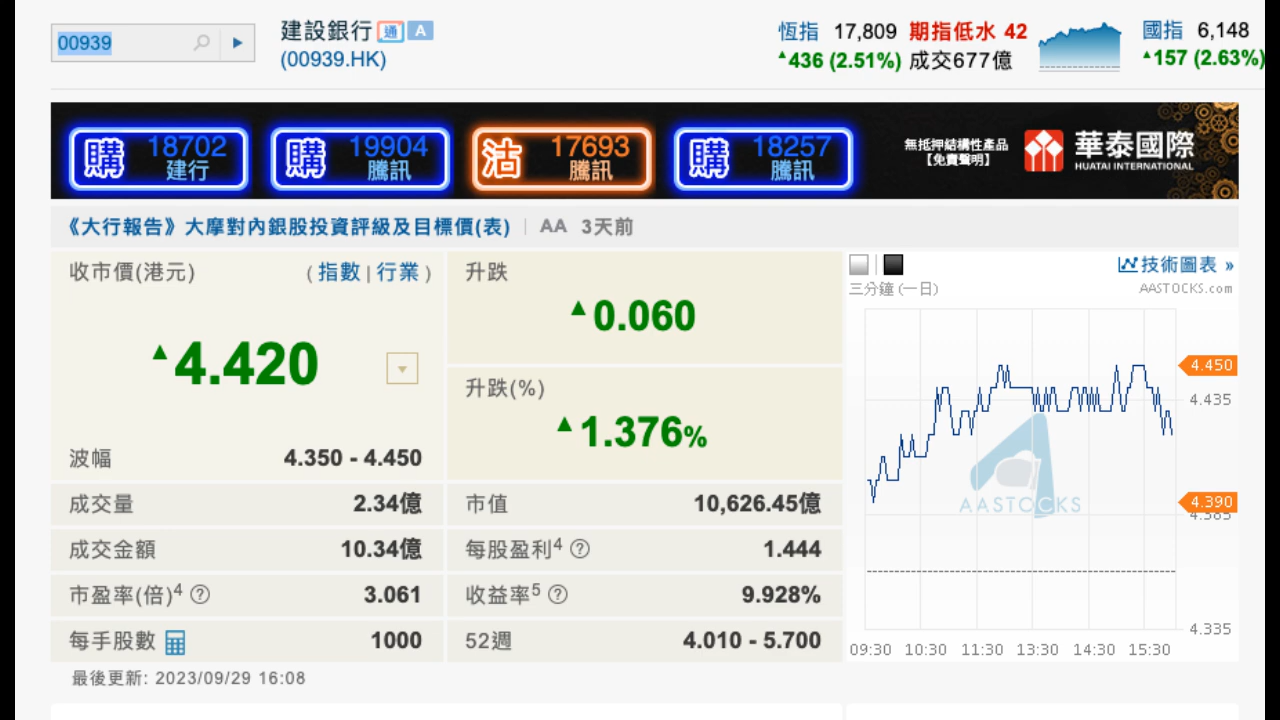 00939
建設銀行 通 A
(00939.HK)
恆指 17,809 期指低水 42
▲436 (2.51%) 成交677億
國指 6,148
▲157 (2.63%)
購 18702 建行
購 19904 騰訊
沽 17693 騰訊
購 18257 騰訊
無抵押結構性產品
【免責聲明】
華泰國際
HUATAI INTERNATIONAL
《大行報告》大摩對內銀股投資評級及目標價(表) | AA 3天前
收市價(港元) (指數|行業)
▲4.420
波幅 4.350 - 4.450
升跌
▲0.060
升跌(%)
▲1.376%
成交量 2.34億
市值 10,626.45億
成交金額 10.34億
每股盈利4 ? 1.444
市盈率(倍)4 ? 3.061
收益率5 ? 9.928%
每手股數 1000
52週 4.010 - 5.700
技術圖表 »
三分鐘 (一日) AASTOCKS.com
4.450
4.435
AASTOCKS
4.390
4.385
4.335
09:30 10:30 11:30 13:30 14:30 15:30
最後更新: 2023/09/29 16:08